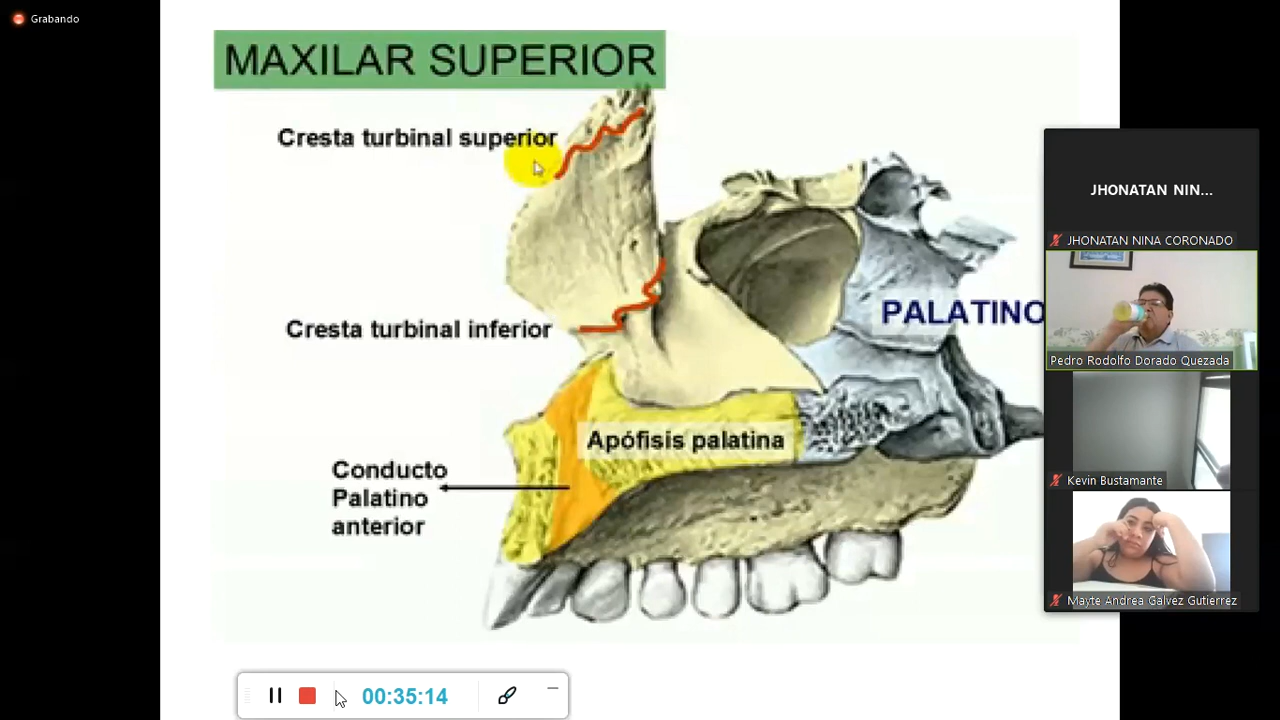 Grabando
MAXILAR SUPERIOR
Cresta turbinal superior
Cresta turbinal inferior
PALATINO
Apófisis palatina
Conducto
Palatino
anterior
JHONATAN NIN...
JHONATAN NINA CORONADO
Pedro Rodolfo Dorado Quezada
Kevin Bustamante
Mayte Andrea Galvez Gutierrez
00:35:14